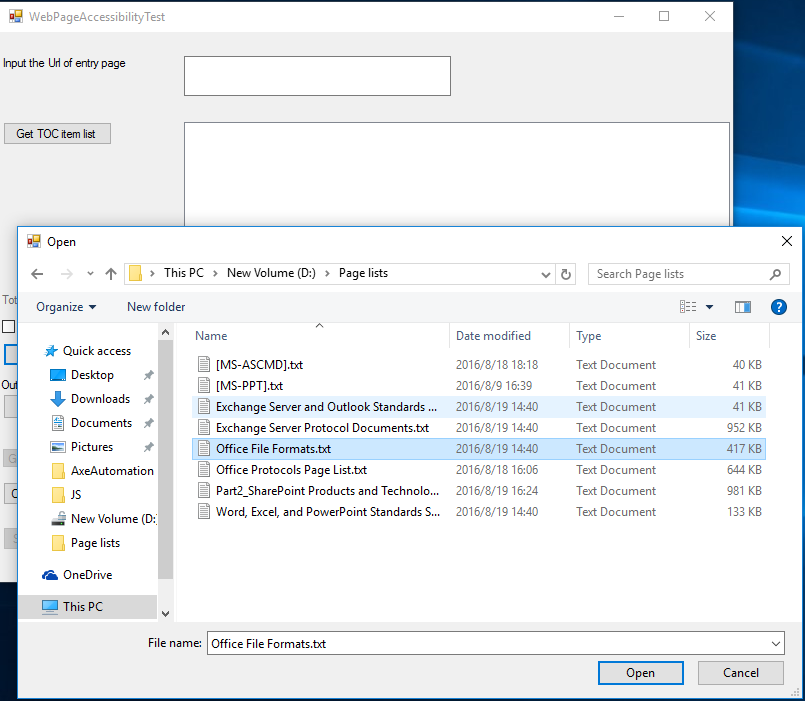 WebPageAccessibilityTest
Input the Url of entry page
Get TOC item list
Open
This PC > New Volume (D:) > Page lists
Search Page lists
Organize
New folder
Name Date modified Type Size
Quick access
Desktop
Downloads
Documents
Pictures
AxeAutomation
JS
New Volume (D:
Page lists
OneDrive
This PC
[MS-ASCMD].txt 2016/8/18 18:18 Text Document 40 KB
[MS-PPT].txt 2016/8/9 16:39 Text Document 41 KB
Exchange Server and Outlook Standards ... 2016/8/19 14:40 Text Document 41 KB
Exchange Server Protocol Documents.txt 2016/8/19 14:40 Text Document 952 KB
Office File Formats.txt 2016/8/19 14:40 Text Document 417 KB
Office Protocols Page List.txt 2016/8/18 16:06 Text Document 644 KB
Part2_SharePoint Products and Technolo... 2016/8/19 16:24 Text Document 981 KB
Word, Excel, and PowerPoint Standards S... 2016/8/19 14:40 Text Document 133 KB
Tot
Out
File name: Office File Formats.txt
Open
Cancel